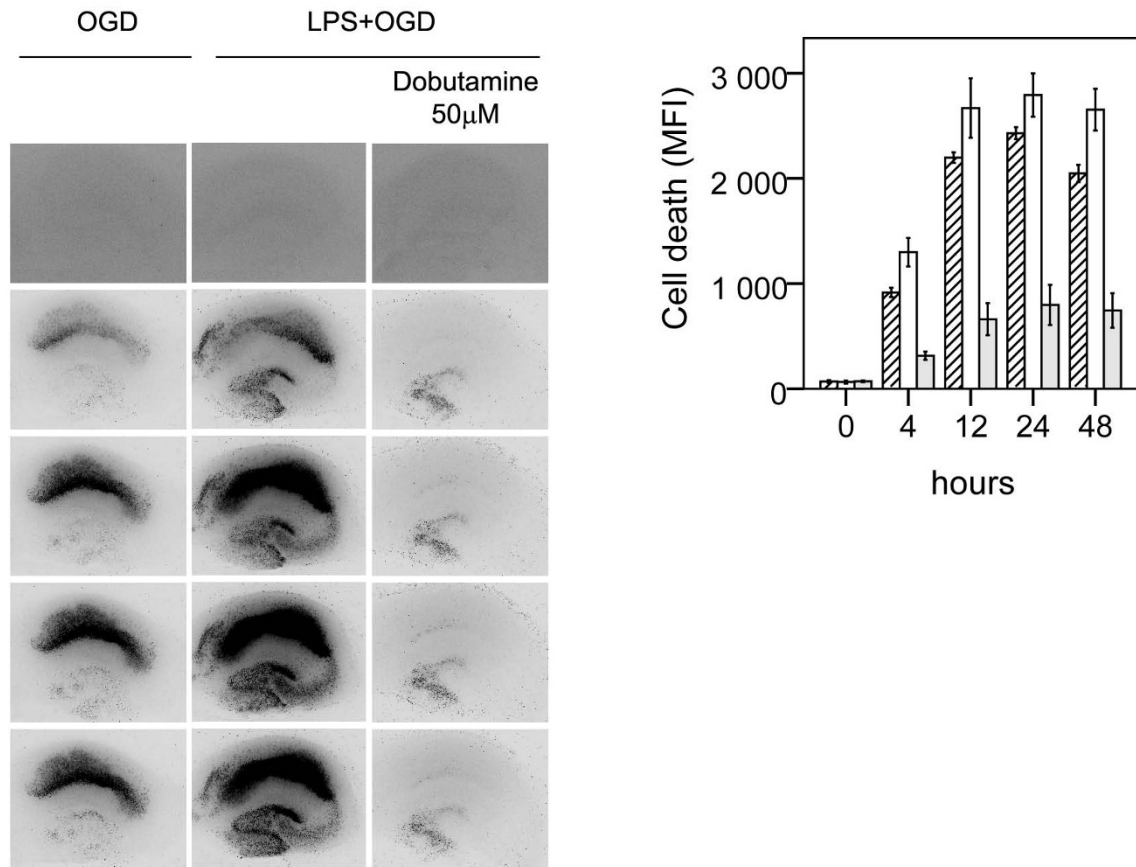 OGD
LPS+OGD
Dobutamine
50μM
Cell death (MFI)
3 000
2 000
1 000
0
0 4 12 24 48
hours